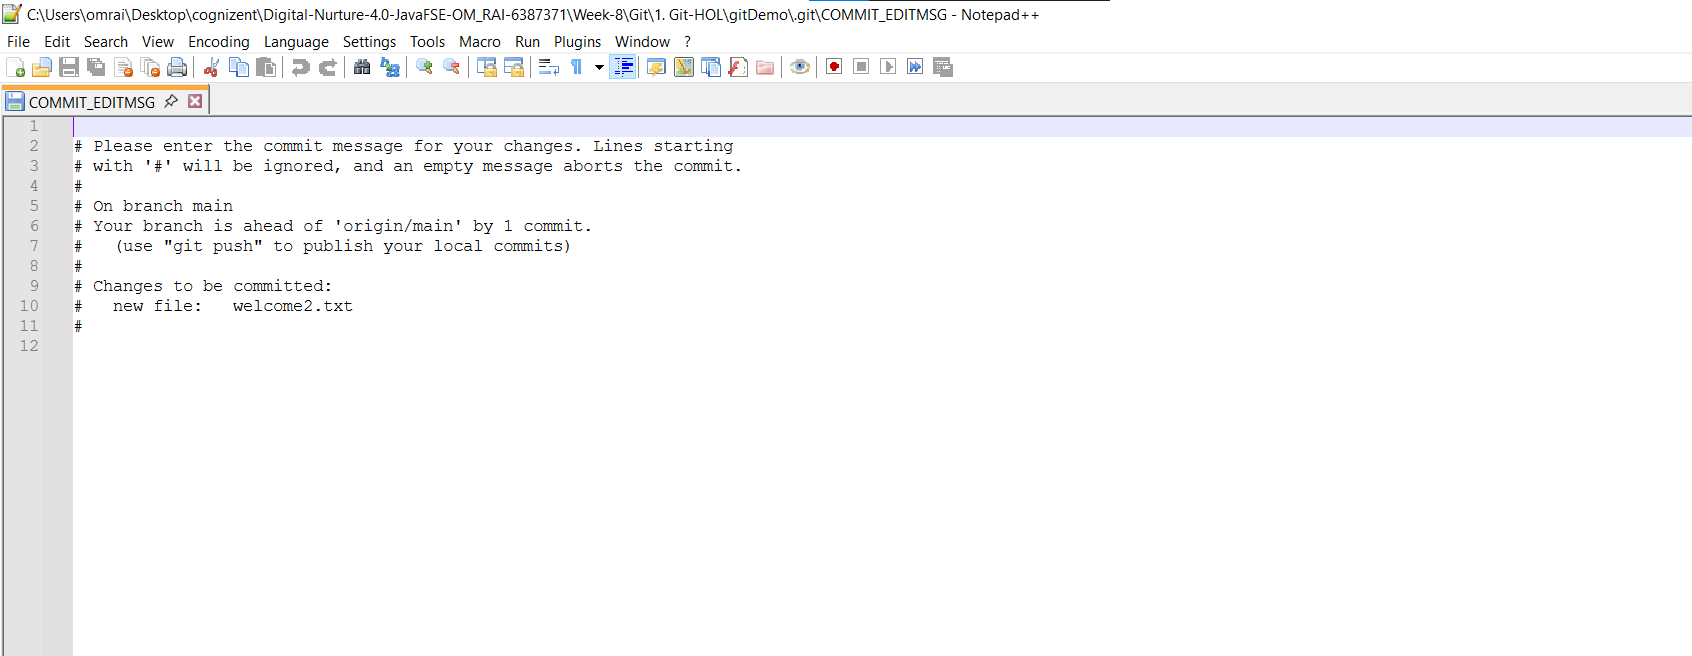 C:\Users\omrai\Desktop\cognizent\Digital-Nurture-4.0-JavaFSE-OM_RAI-6387371\Week-8\Git\1. Git-HOL\gitDemo\.git\COMMIT_EDITMSG - Notepad++
File Edit Search View Encoding Language Settings Tools Macro Run Plugins Window ?
COMMIT_EDITMSG
1
2 # Please enter the commit message for your changes. Lines starting
3 # with '#' will be ignored, and an empty message aborts the commit.
4 #
5 # On branch main
6 # Your branch is ahead of 'origin/main' by 1 commit.
7 #   (use "git push" to publish your local commits)
8 #
9 # Changes to be committed:
10 #   new file:   welcome2.txt
11 #
12